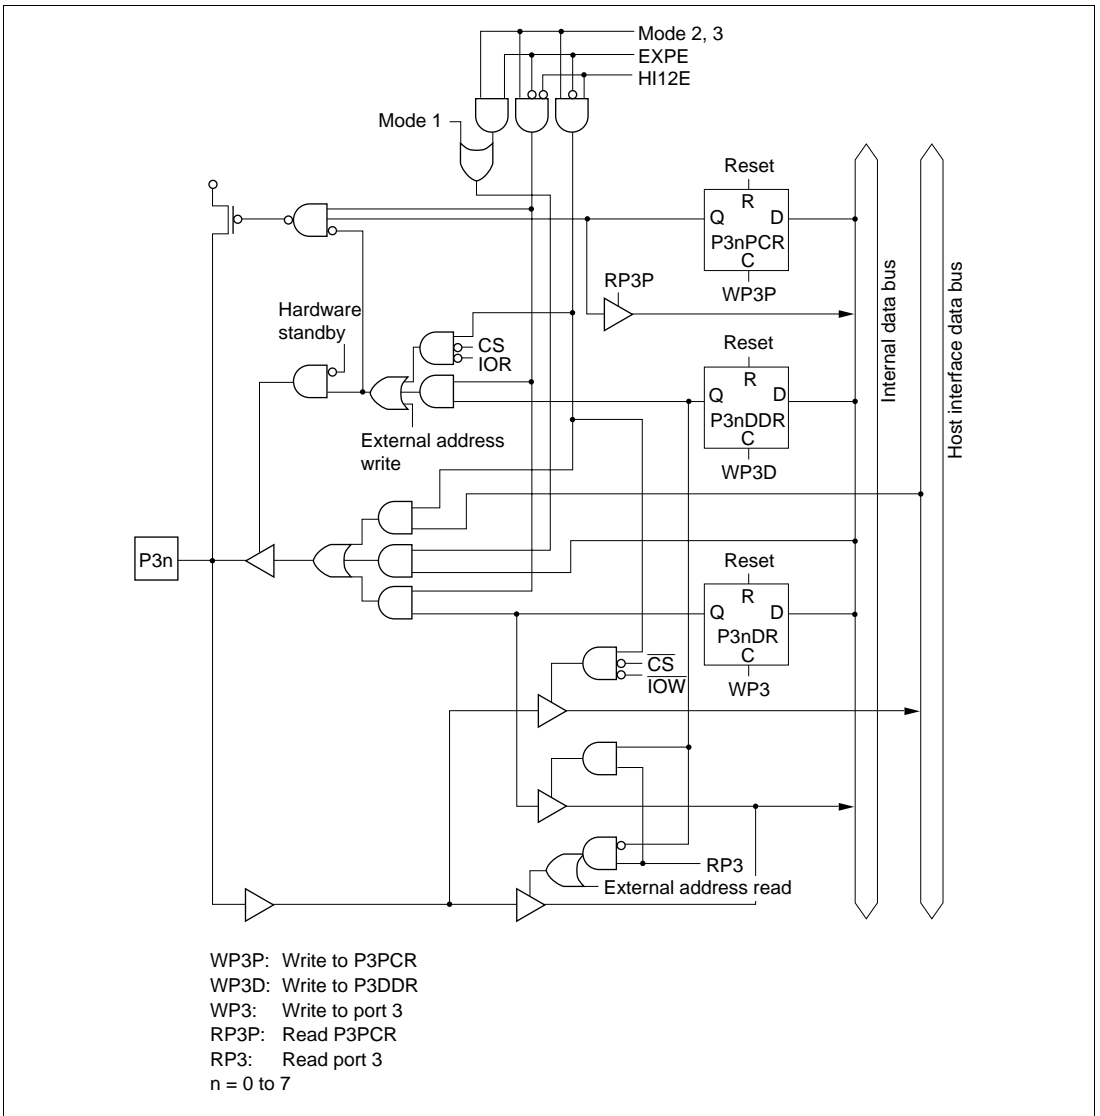 Mode 2, 3
EXPE
HI12E
Mode 1
Reset
R
Q D
P3nPCR
C
WP3P
RP3P
Hardware
standby
CS
IOR
Reset
R
Q D
P3nDDR
C
WP3D
External address
write
Internal data bus
Host interface data bus
P3n
Reset
R
Q D
P3nDR
C
WP3
CS
IOW
RP3
External address read
WP3P: Write to P3PCR
WP3D: Write to P3DDR
WP3: Write to port 3
RP3P: Read P3PCR
RP3: Read port 3
n = 0 to 7